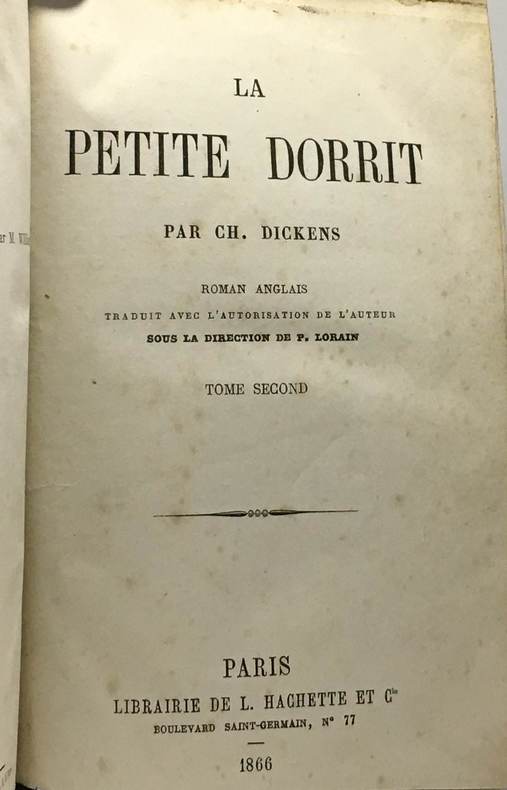 LA
PETITE DORRIT
PAR CH. DICKENS
ROMAN ANGLAIS
TRADUIT AVEC L'AUTORISATION DE L'AUTEUR
SOUS LA DIRECTION DE P. LORAIN
TOME SECOND
PARIS
LIBRAIRIE DE L. HACHETTE ET Cie
BOULEVARD SAINT-GERMAIN, N° 77
1866